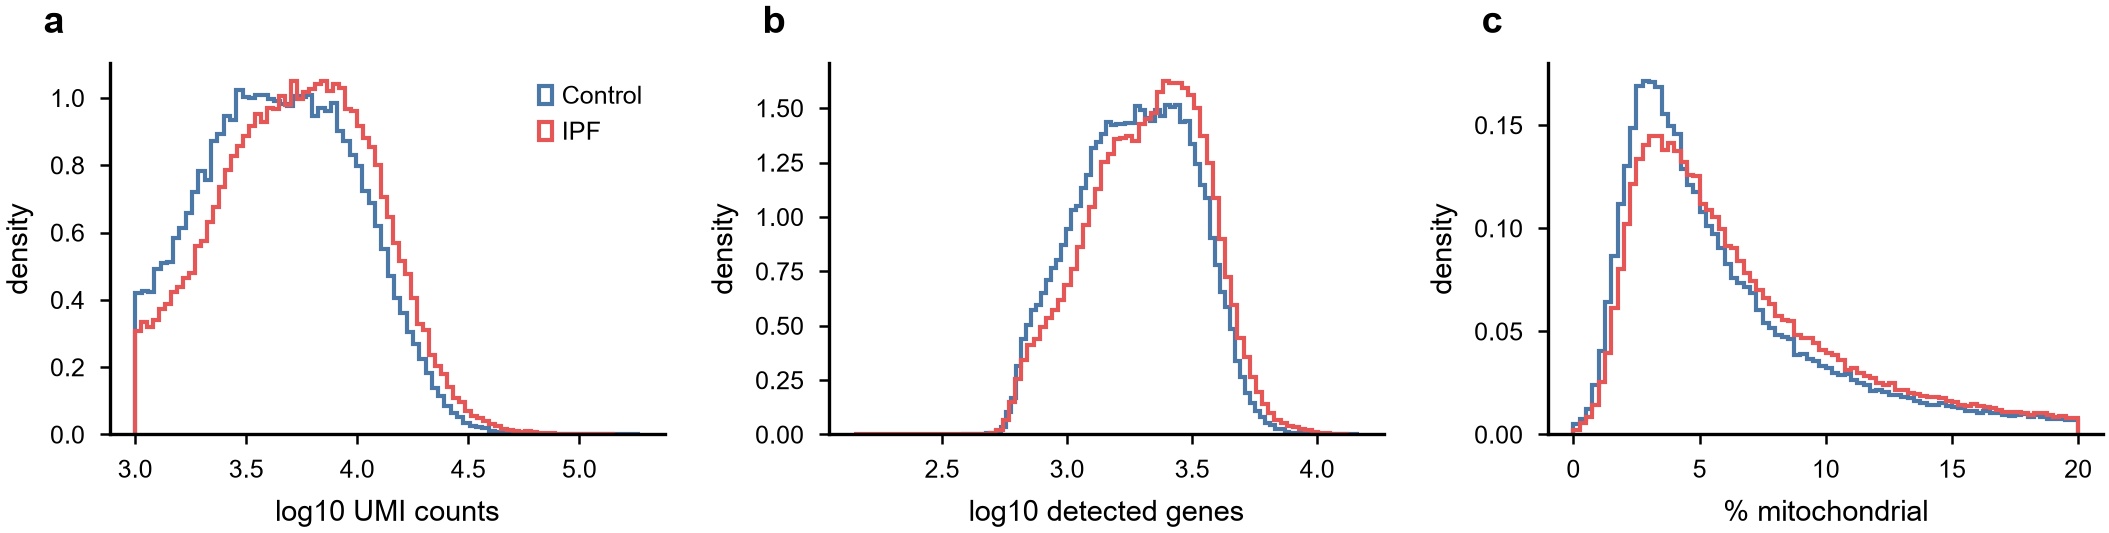 a
density
1.0
0.8
0.6
0.4
0.2
0.0
3.0 3.5 4.0 4.5 5.0
log10 UMI counts
Control
IPF
b
density
1.50
1.25
1.00
0.75
0.50
0.25
0.00
2.5 3.0 3.5 4.0
log10 detected genes
c
density
0.15
0.10
0.05
0.00
0 5 10 15 20
% mitochondrial